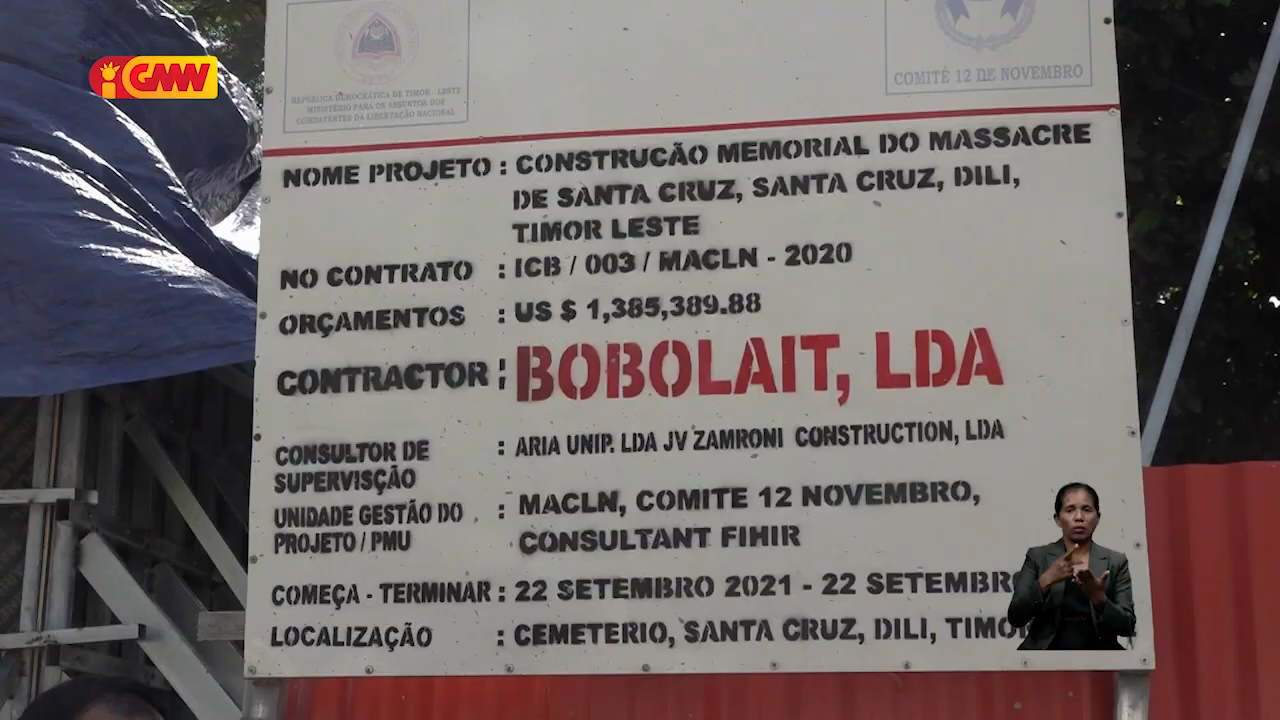 GMW
REPÚBLICA DEMOCRÁTICA DE TIMOR - LESTE
MINISTÉRIO PARA OS ASSUNTOS DOS
COMBATENTES DA LIBERTAÇÃO NACIONAL
COMITÉ 12 DE NOVEMBRO
NOME PROJETO : CONSTRUCÃO MEMORIAL DO MASSACRE
DE SANTA CRUZ, SANTA CRUZ, DILI,
TIMOR LESTE
NO CONTRATO : ICB / 003 / MACLN - 2020
ORÇAMENTOS : US $ 1,385,389.88
CONTRACTOR : BOBOLAIT, LDA
CONSULTOR DE : ARIA UNIP. LDA JV ZAMRONI CONSTRUCTION, LDA
SUPERVISÇÃO
UNIDADE GESTÃO DO : MACLN, COMITE 12 NOVEMBRO,
PROJETO / PMU CONSULTANT FIHIR
COMEÇA - TERMINAR : 22 SETEMBRO 2021 - 22 SETEMBRO
LOCALIZAÇÃO : CEMETERIO, SANTA CRUZ, DILI,